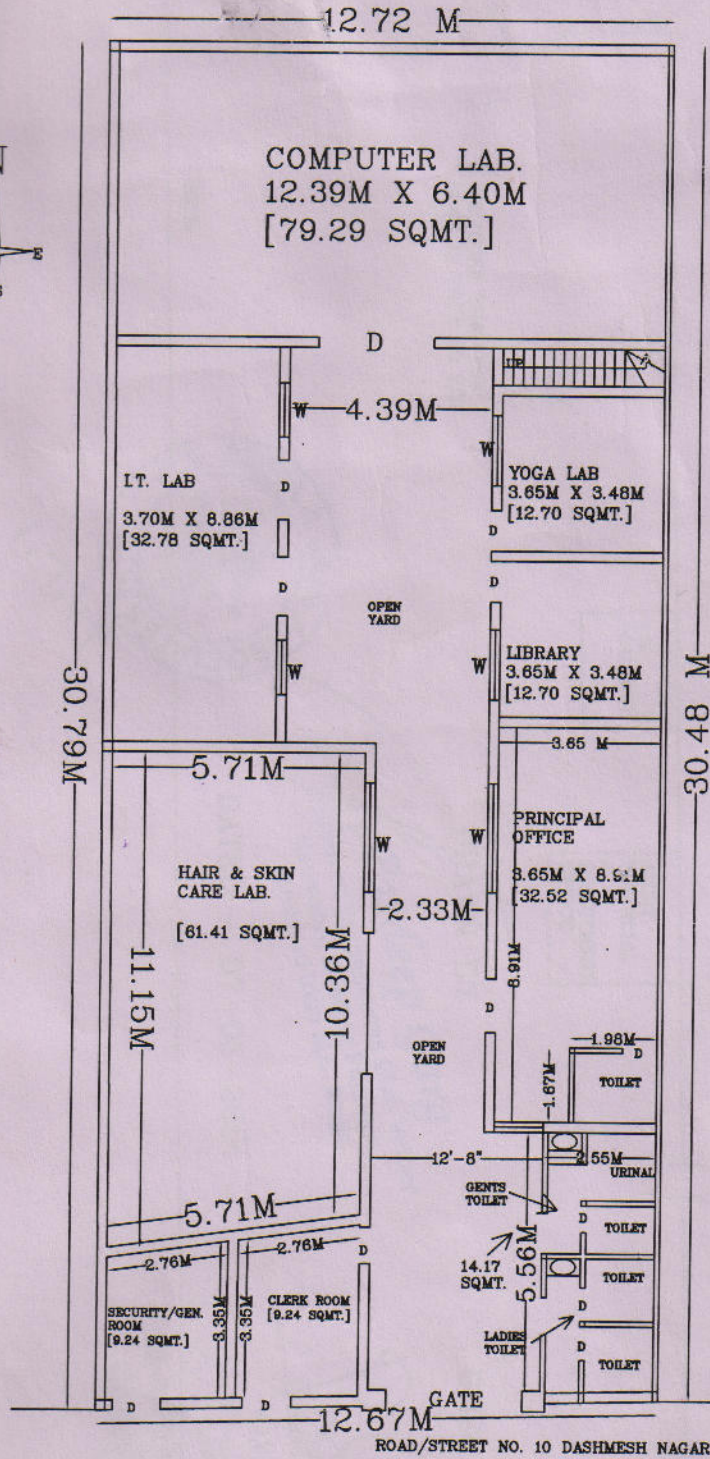 12.72 M
N
E
S
COMPUTER LAB.
12.39M X 6.40M
[79.29 SQMT.]
D
UP
W
4.39M
W
I.T. LAB
3.70M X 8.86M
[32.78 SQMT.]
D
YOGA LAB
3.65M X 3.48M
[12.70 SQMT.]
D
D
D
OPEN
YARD
W
W
LIBRARY
3.65M X 3.48M
[12.70 SQMT.]
30.79M
30.48 M
5.71M
3.65 M
W
W
PRINCIPAL
OFFICE
3.65M X 8.91M
[32.52 SQMT.]
HAIR & SKIN
CARE LAB.
[61.41 SQMT.]
2.33M
11.15M
10.36M
8.91M
D
OPEN
YARD
1.98M
D
TOILET
1.67M
12'-8"
2.55M
URINAL
GENTS
TOILET
D
TOILET
5.71M
2.76M
2.76M
D
14.17
SQMT.
5.56M
TOILET
D
SECURITY/GEN.
ROOM
[9.24 SQMT.]
3.35M
3.35M
CLERK ROOM
[9.24 SQMT.]
LADIES
TOILET
D
TOILET
D
D
GATE
12.67M
ROAD/STREET NO. 10 DASHMESH NAGAR